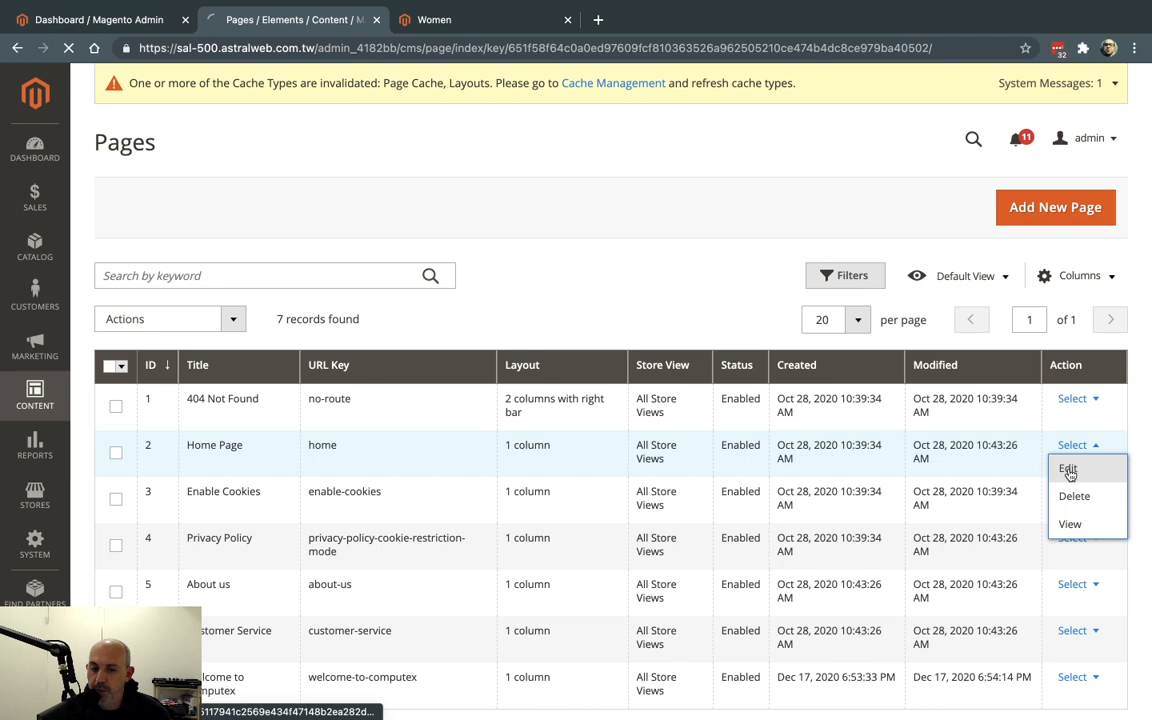 Dashboard / Magento Admin
Pages / Elements / Content / M
Women
https://sal-500.astralweb.com.tw/admin_4182bb/cms/page/index/key/651f58f64c0a0ed97609fcf810363526a962505210ce474b4dc8ce979ba40502/
32
One or more of the Cache Types are invalidated: Page Cache, Layouts. Please go to Cache Management and refresh cache types.
System Messages: 1
Pages
11
admin
DASHBOARD
SALES
CATALOG
CUSTOMERS
MARKETING
CONTENT
REPORTS
STORES
SYSTEM
FIND PARTNERS
Add New Page
Search by keyword
Filters
Default View
Columns
Actions
7 records found
20
per page
1
of 1
ID ↓ Title URL Key Layout Store View Status Created Modified Action
1 404 Not Found no-route 2 columns with right All Store Enabled Oct 28, 2020 10:39:34 Oct 28, 2020 10:39:34 Select
bar Views AM AM
2 Home Page home 1 column All Store Enabled Oct 28, 2020 10:39:34 Oct 28, 2020 10:43:26 Select
Views AM AM
Edit
Delete
View
3 Enable Cookies enable-cookies 1 column All Store Enabled Oct 28, 2020 10:39:34 Oct 28, 2020 10:39:34
Views AM AM
4 Privacy Policy privacy-policy-cookie-restriction- 1 column All Store Enabled Oct 28, 2020 10:39:34 Oct 28, 2020 10:43:26 Select
mode Views AM AM
5 About us about-us 1 column All Store Enabled Oct 28, 2020 10:43:26 Oct 28, 2020 10:43:26 Select
Views AM AM
stomer Service customer-service 1 column All Store Enabled Oct 28, 2020 10:43:26 Oct 28, 2020 10:43:26 Select
Views AM AM
lcome to welcome-to-computex 1 column All Store Enabled Dec 17, 2020 6:53:33 PM Dec 17, 2020 6:54:14 PM Select
mputex Views
5117941c2569e434f47148b2ea282d...